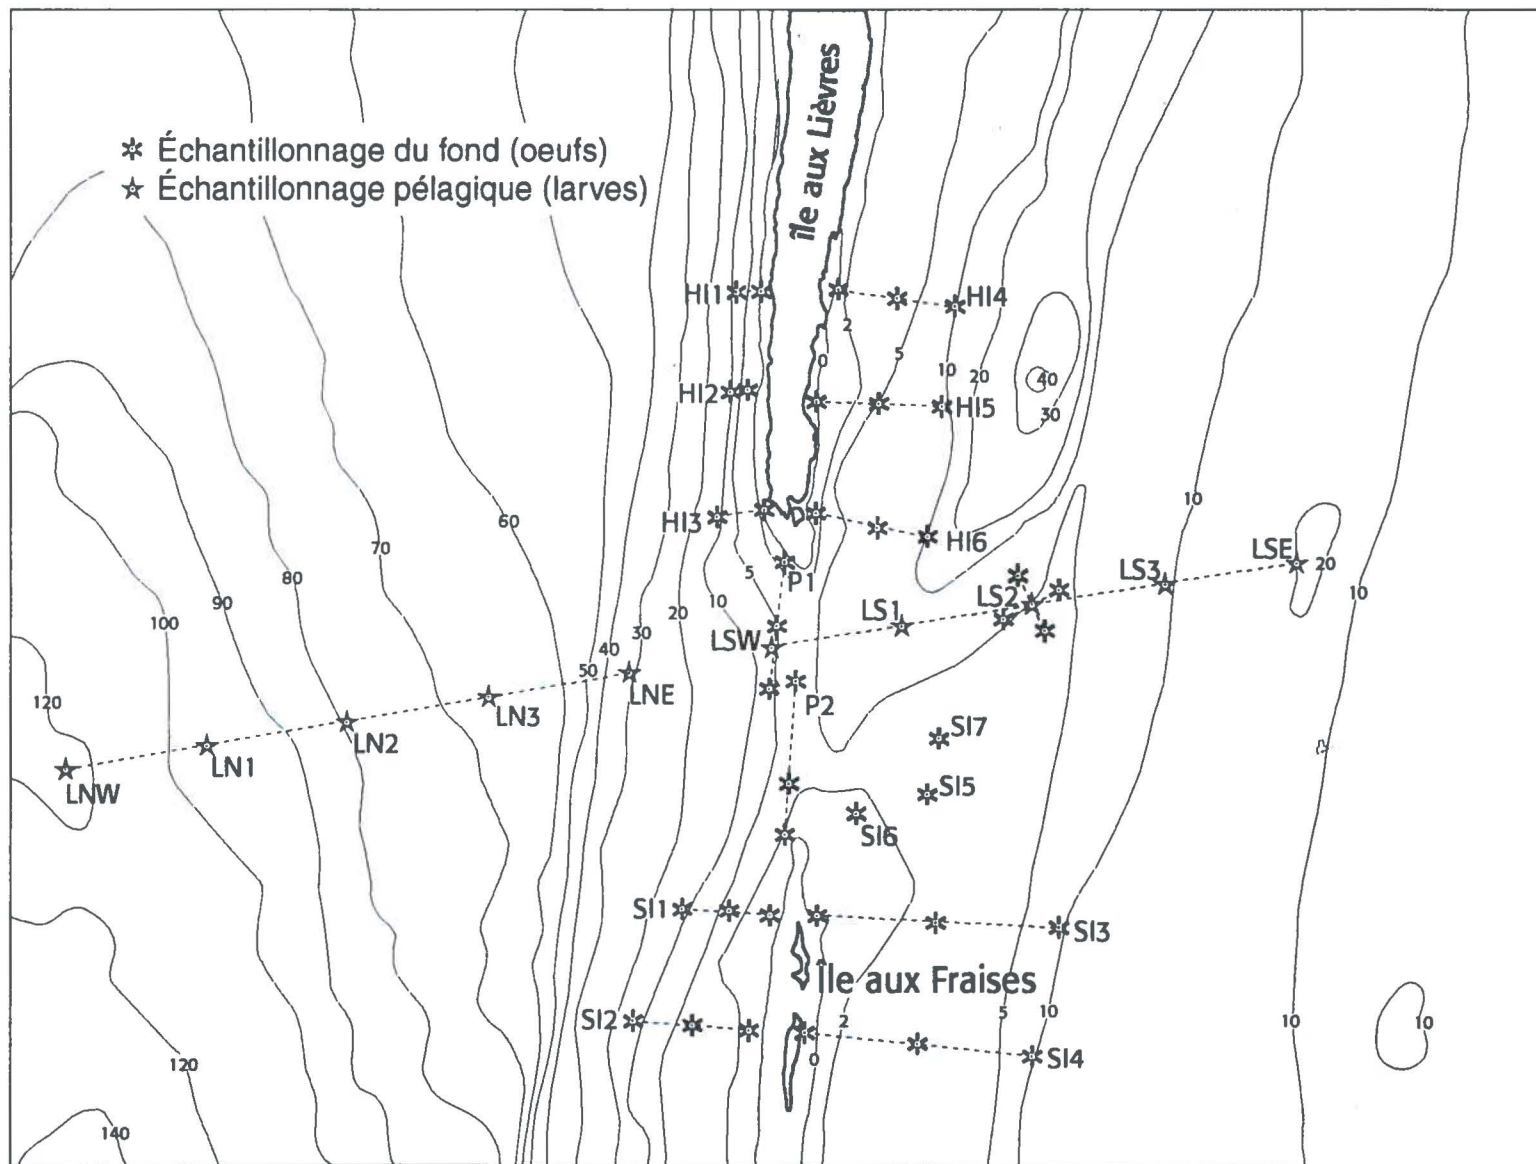 Échantillonnage du fond (oeufs)
Échantillonnage pélagique (larves)
Île aux Lièvres
HI1
HI4
2
0
5
10
20
40
30
HI2
HI5
HI3
HI6
10
60
70
80
90
100
120
P1
5
10
20
30
40
50
LSW
LS1
LS2
LS3
LSE
20
10
LNE
LN3
LN2
LN1
LNW
P2
SI7
SI5
SI6
SI1
SI3
Île aux Fraises
SI2
2
0
5
10
SI4
10
10
120
140